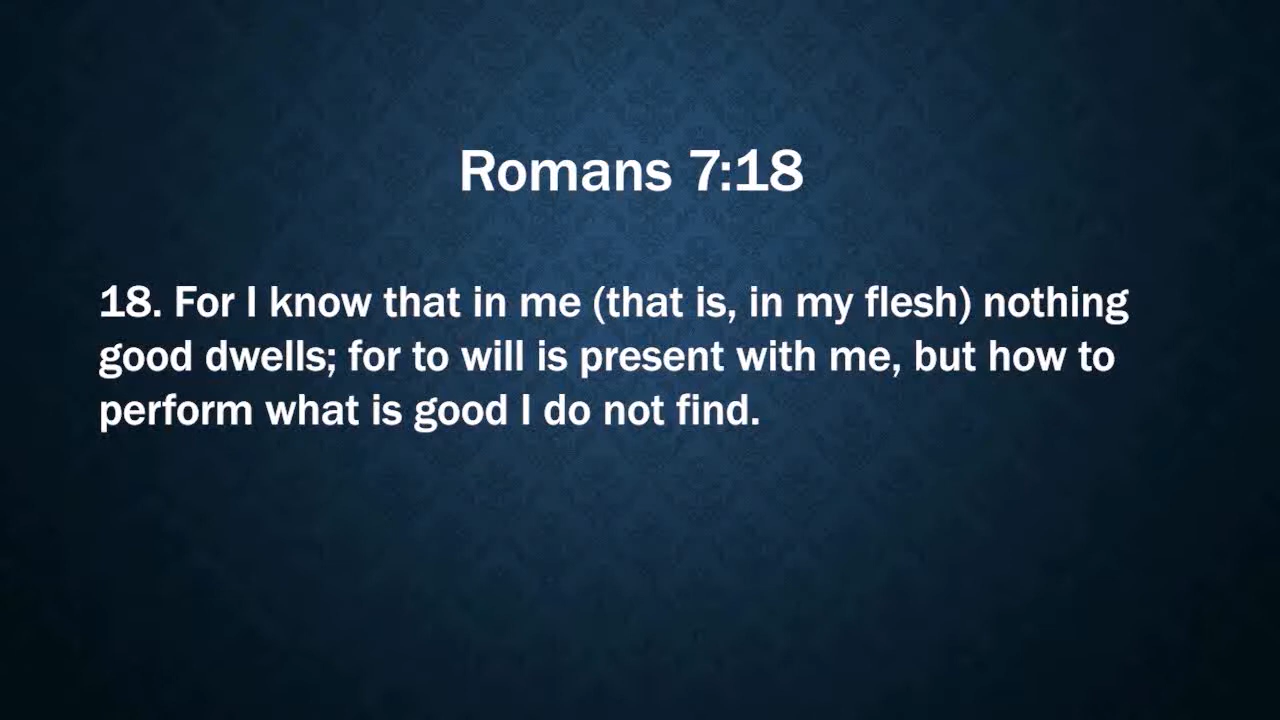 Romans 7:18
18. For I know that in me (that is, in my flesh) nothing
good dwells; for to will is present with me, but how to
perform what is good I do not find.